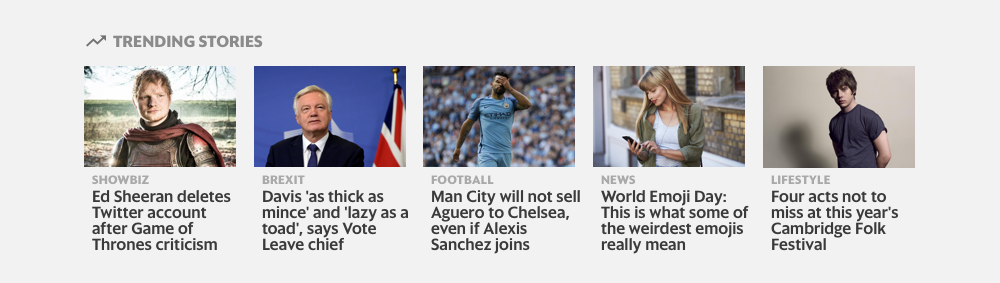 TRENDING STORIES
SHOWBIZ
Ed Sheeran deletes
Twitter account
after Game of
Thrones criticism
BREXIT
Davis 'as thick as
mince' and 'lazy as a
toad', says Vote
Leave chief
FOOTBALL
Man City will not sell
Aguero to Chelsea,
even if Alexis
Sanchez joins
NEWS
World Emoji Day:
This is what some of
the weirdest emojis
really mean
LIFESTYLE
Four acts not to
miss at this year's
Cambridge Folk
Festival